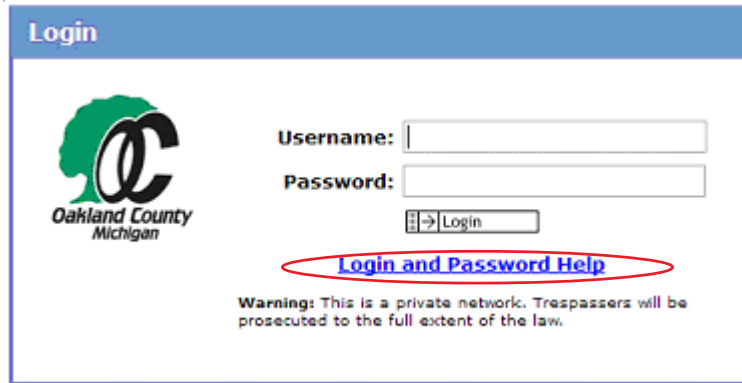 Login
Oakland County
Michigan
Username:
Password:
Login
Login and Password Help
Warning: This is a private network. Trespassers will be
prosecuted to the full extent of the law.